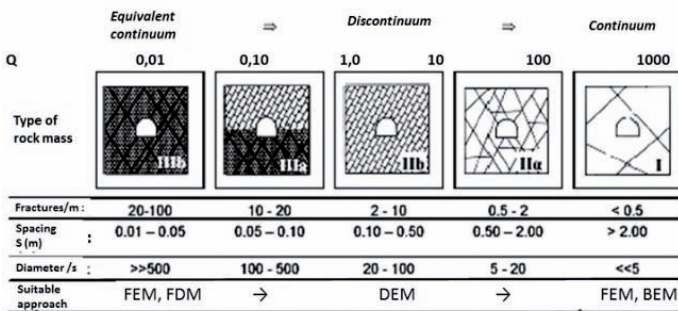 Equivalent continuum ⇒ Discontinuum ⇒ Continuum
Q 0,01 0,10 1,0 10 100 1000
Type of rock mass
IIIb IIIa IIb IIα I
Fractures/m : 20-100 10 - 20 2 - 10 0.5 - 2 < 0.5
Spacing S (m) : 0.01 – 0.05 0.05 – 0.10 0.10 – 0.50 0.50 – 2.00 > 2.00
Diameter /s : >>500 100 - 500 20 - 100 5 - 20 <<5
Suitable approach FEM, FDM → DEM → FEM, BEM